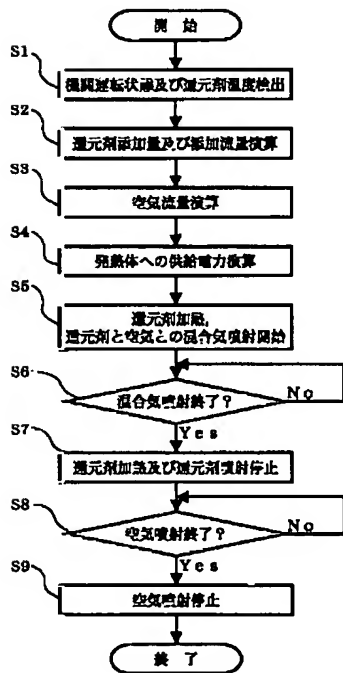 開 始
S1
機関運転状態及び還元剤温度検出
S2
還元剤添加量及び添加流量演算
S3
空気流量演算
S4
発熱体への供給電力演算
S5
還元剤加熱,
還元剤と空気との混合気噴射開始
S6
混合気噴射終了?
No
Yes
S7
還元剤加熱及び還元剤噴射停止
S8
空気噴射終了?
No
Yes
S9
空気噴射停止
終 了